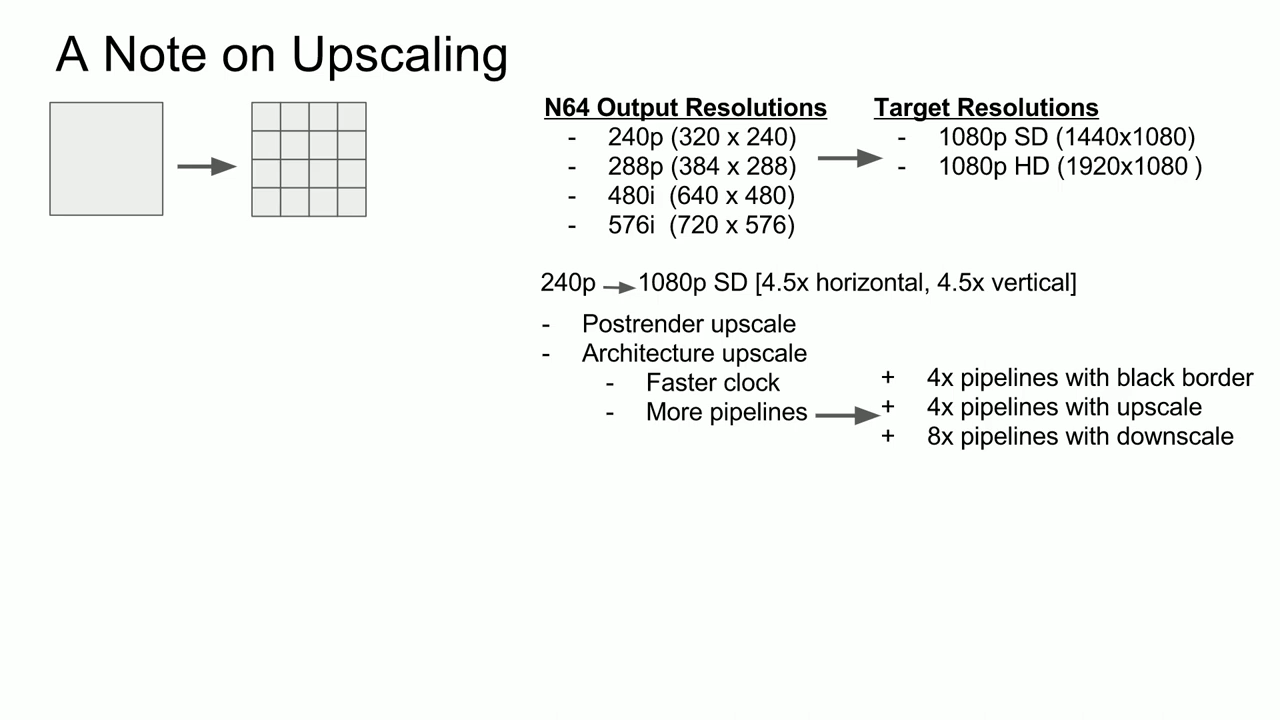 A Note on Upscaling
N64 Output Resolutions
- 240p (320 x 240)
- 288p (384 x 288)
- 480i (640 x 480)
- 576i (720 x 576)
Target Resolutions
- 1080p SD (1440x1080)
- 1080p HD (1920x1080 )
240p 1080p SD [4.5x horizontal, 4.5x vertical]
- Postrender upscale
- Architecture upscale
- Faster clock
- More pipelines
+ 4x pipelines with black border
+ 4x pipelines with upscale
+ 8x pipelines with downscale